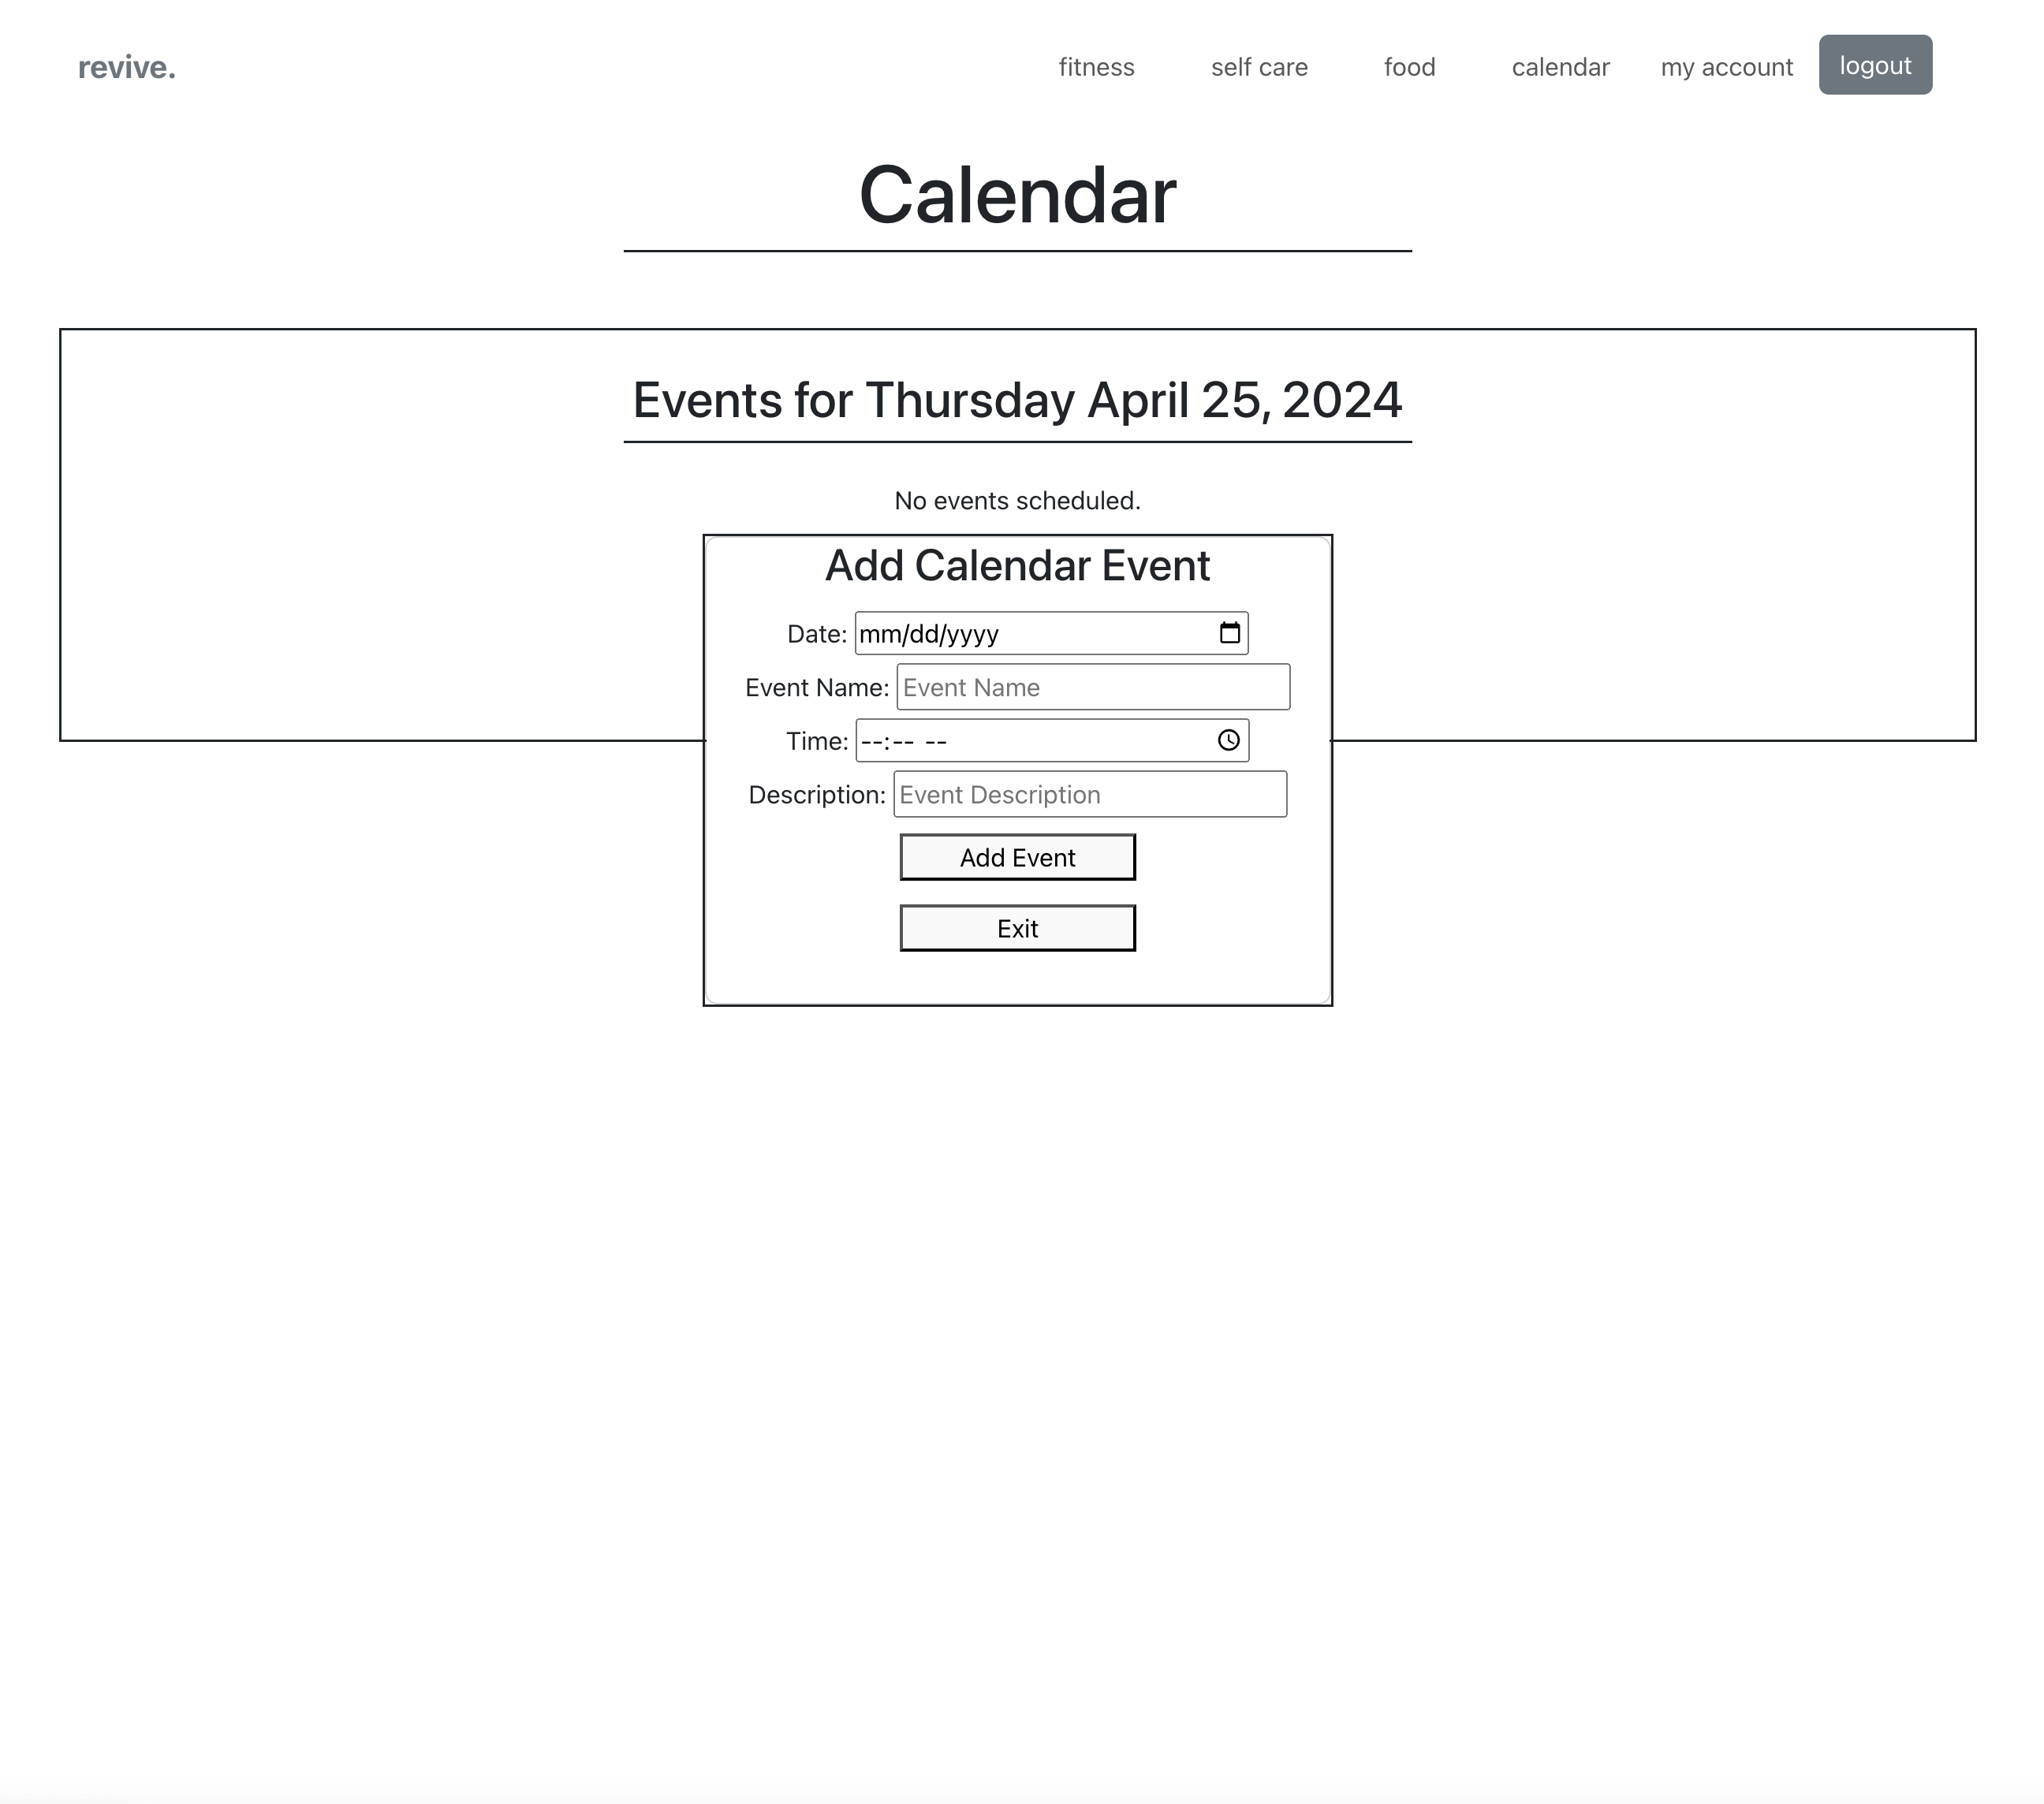 revive. fitness self care food calendar my account logout
Calendar
Events for Thursday April 25, 2024
No events scheduled.
Add Calendar Event
Date: mm/dd/yyyy
Event Name: Event Name
Time: --:-- --
Description: Event Description
Add Event
Exit